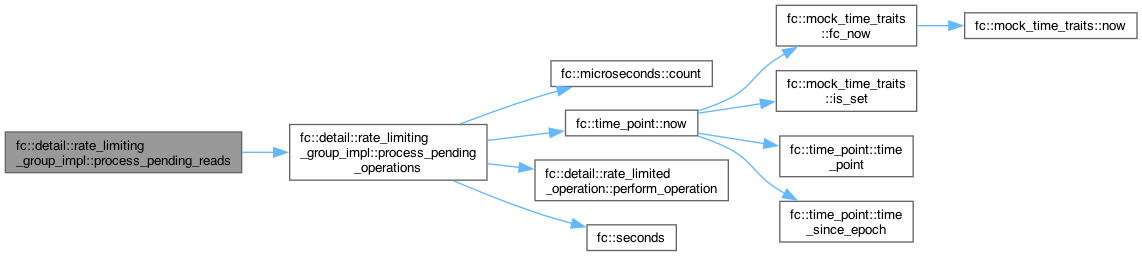 fc::detail::rate_limiting
_group_impl::process_pending_reads
fc::detail::rate_limiting
_group_impl::process_pending
_operations
fc::microseconds::count
fc::time_point::now
fc::detail::rate_limited
_operation::perform_operation
fc::seconds
fc::mock_time_traits
::fc_now
fc::mock_time_traits
::is_set
fc::time_point::time
_point
fc::time_point::time
_since_epoch
fc::mock_time_traits::now